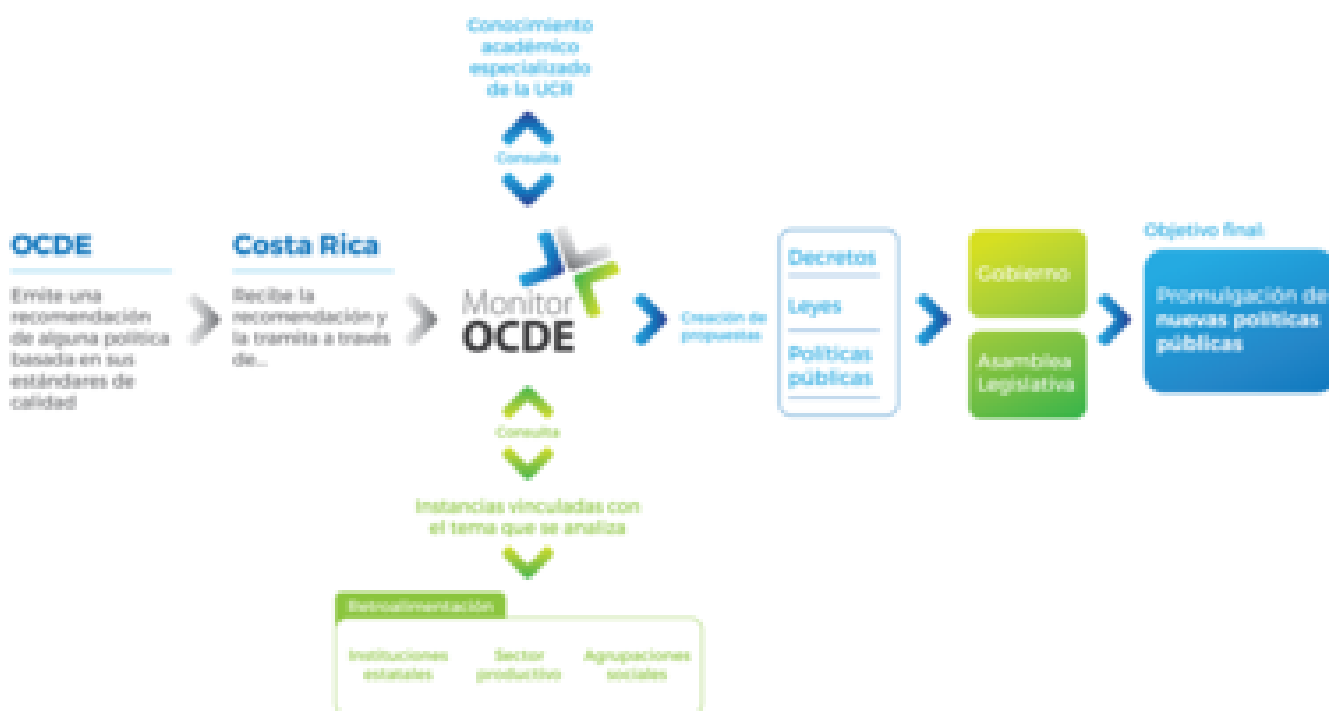 Conocimiento
académico
especializado
de la UCR
Consulta
OCDE
Emite una
recomendación
de alguna política
basada en sus
estándares de
calidad
Costa Rica
Recibe la
recomendación y
la tramita a través
de...
Monitor
OCDE
Creación de
propuestas
Decretos
Leyes
Políticas
públicas
Gobierno
Asamblea
Legislativa
Objetivo final:
Promulgación de
nuevas políticas
públicas
Consulta
Instancias vinculadas con
el tema que se analiza
Retroalimentación
Instituciones
estatales
Sector
productivo
Agrupaciones
sociales